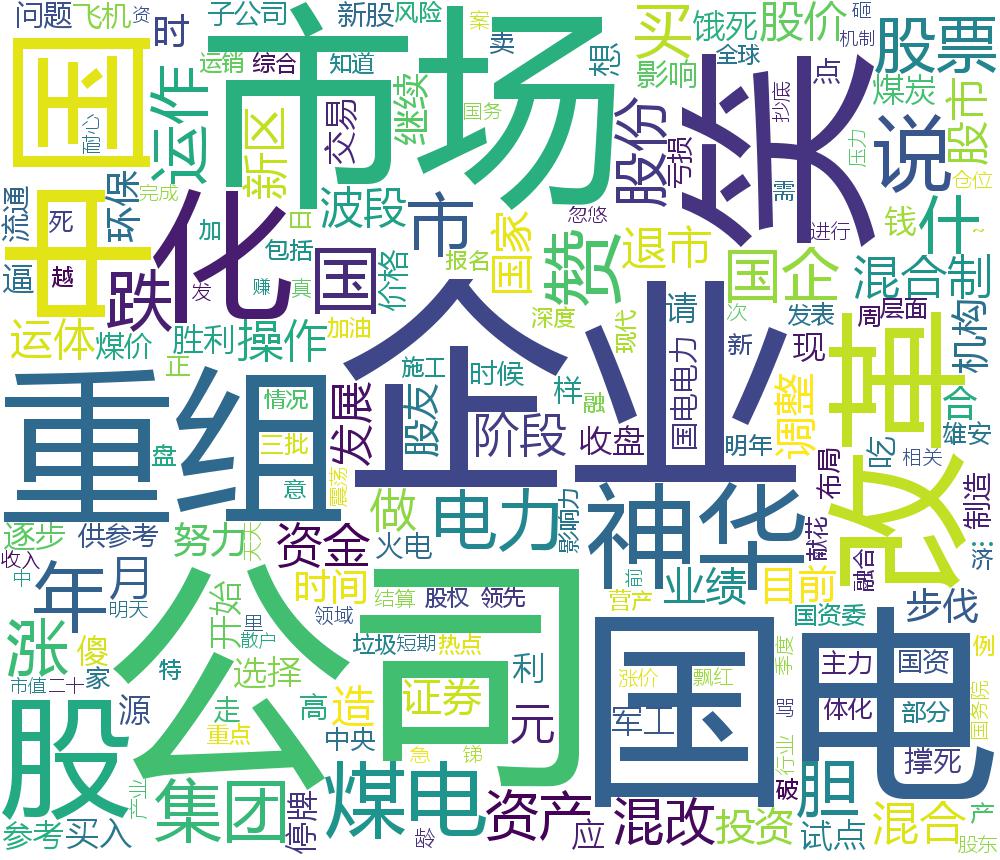 问题
飞机
资
时
子公司
新股
风险
案
卖
买
饿死
股价
砸
机制
股票
国
市场
运销
综合
知道
想
影响
全球
点
煤炭
运作
新区
交易
继续
国务
耐心
股份
亏损
笑
抄底
压力
说
股市
仓位
中
流通
死
环保
完成
化
加
且
波段
市
忽悠
国家
赞
退市
需
进行
钱
什
~
逼
越
跌
发
包括
赚
真
国
价格
报名
国企
混合制
运体
煤价
胜利
操作
加油
深度
现代
请
次
发表
周
层面
机构
正
企业
新
现
改革
重组
情况
三批
意
盘
震荡
发展
股友
施工
时候
阶段
样
融
收盘
国电电力
明年
调整
布局
吃
合
雄安
相关
逐步
供参考
努力
天天
资金
做
火电
电力
影响力
神华
献花
融合
制造
济
收入
中
明天
年
月
时间
领域
结算
股权
领先
前
营产
业绩
目前
国资委
步伐
涨
傻
开始
里
散户
公司
垃圾
短期
热点
国电
季度
主力
国资
例
市值
二十
家
特
选择
利
涨价
飘红
源
走
重点
高
造
证券
元
军工
骂
体化
部分
国务院
股
中央
急
锑
行业
破
撑死
参考
买入
产业
集团
停牌
煤电
龄
资产
应
混改
投资
胆
试点
混合
产
股东